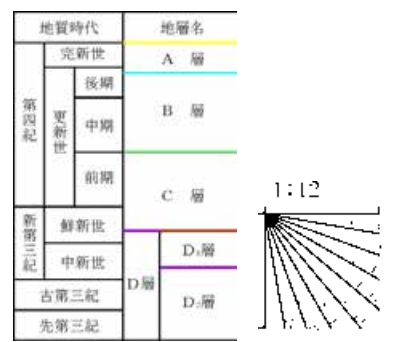 地質時代 地層名
完新世 A 層
第四紀 更新世 後期
中期 B 層
前期 C 層
新第三紀 鮮新世
中新世 D層 D₁層
古第三紀 D₂層
先第三紀
1:12